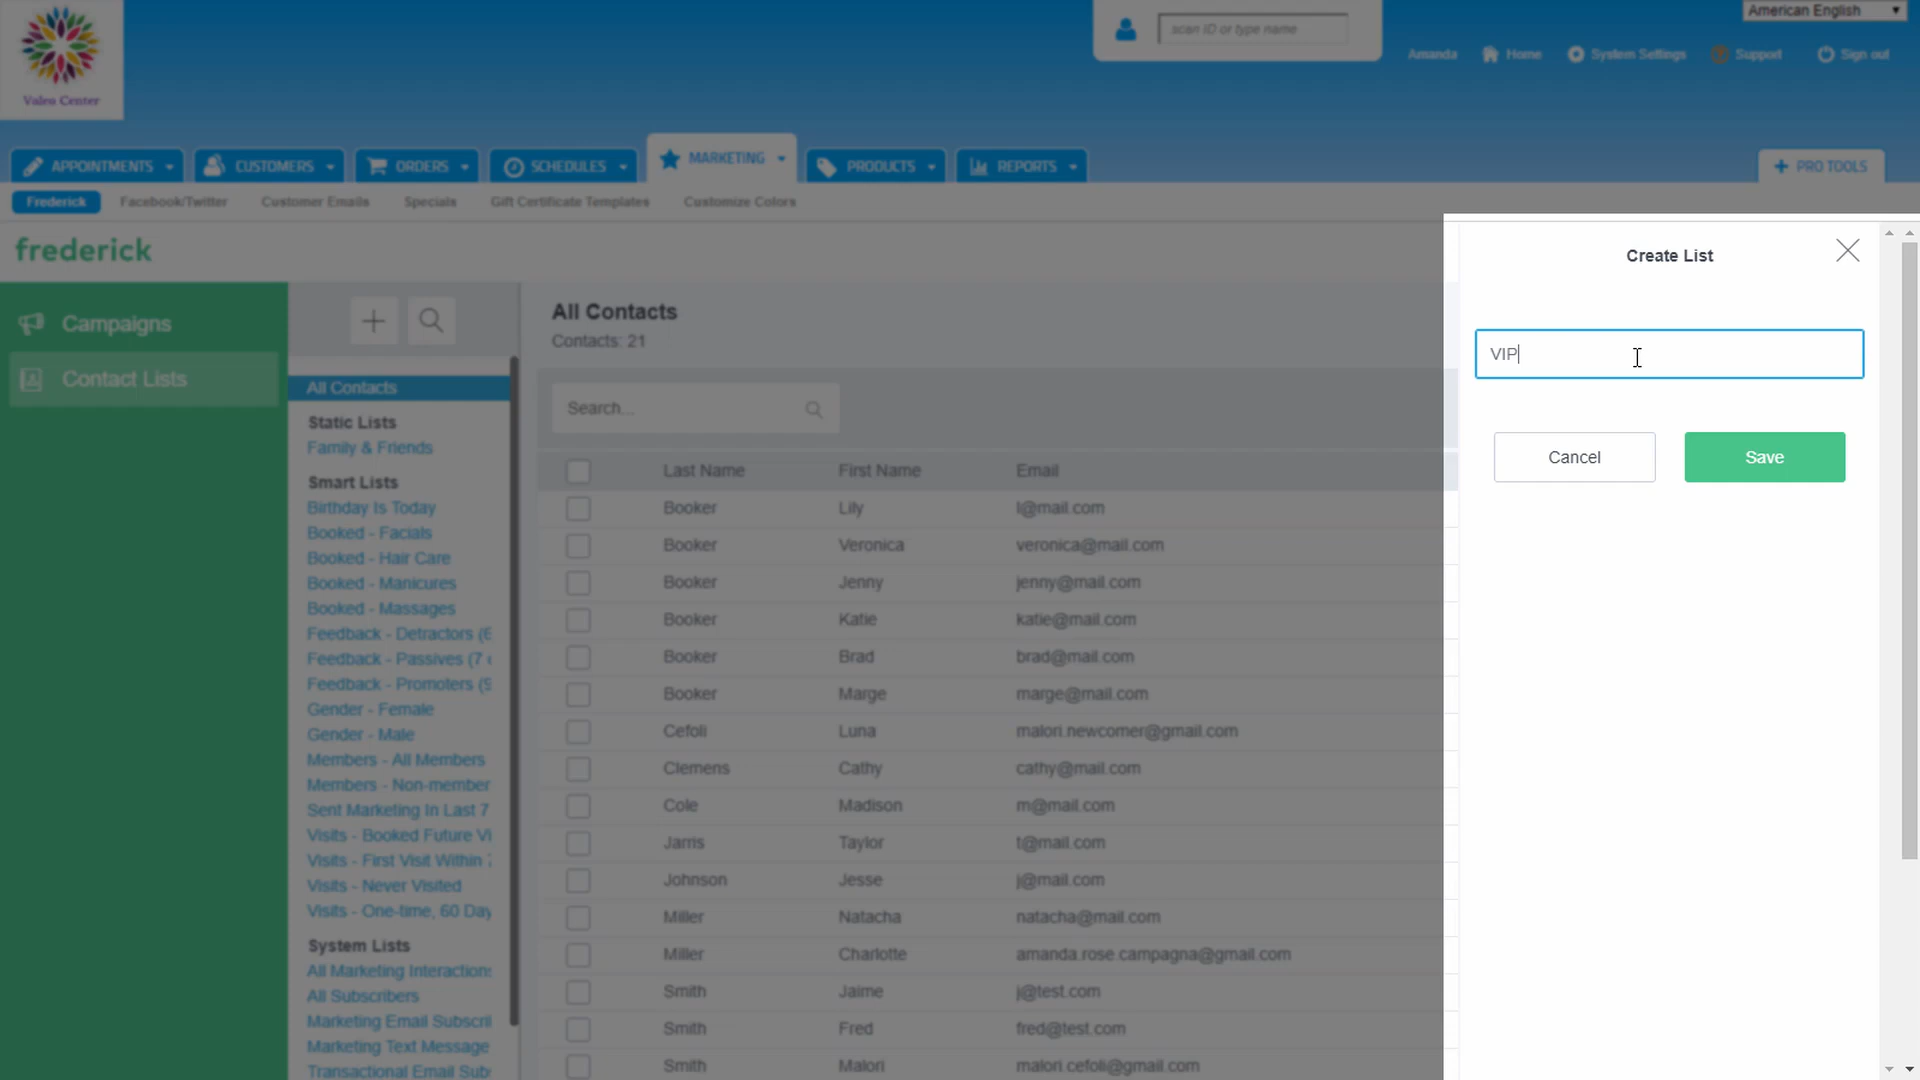 American English
scan ID or type name
Amanda Home System Settings Support Sign out
Valeo Center
APPOINTMENTS CUSTOMERS ORDERS SCHEDULES MARKETING PRODUCTS REPORTS + PRO TOOLS
Frederick Facebook/Twitter Customer Emails Specials Gift Certificate Templates Customize Colors
frederick
Campaigns
Contact Lists
All Contacts
Static Lists
Family & Friends
Smart Lists
Birthday Is Today
Booked - Facials
Booked - Hair Care
Booked - Manicures
Booked - Massages
Feedback - Detractors (6
Feedback - Passives (7
Feedback - Promoters (9
Gender - Female
Gender - Male
Members - All Members
Members - Non-member
Sent Marketing In Last 7
Visits - Booked Future Vi
Visits - First Visit Within
Visits - Never Visited
Visits - One-time, 60 Day
System Lists
All Marketing Interactions
All Subscribers
Marketing Email Subscri
Marketing Text Message
Transactional Email Sub
All Contacts
Contacts: 21
Search...
Last Name First Name Email
Booker Lily l@mail.com
Booker Veronica veronica@mail.com
Booker Jenny jenny@mail.com
Booker Katie katie@mail.com
Booker Brad brad@mail.com
Booker Marge marge@mail.com
Cefoli Luna malori.newcomer@gmail.com
Clemens Cathy cathy@mail.com
Cole Madison m@mail.com
Jarris Taylor t@mail.com
Johnson Jesse j@mail.com
Miller Natacha natacha@mail.com
Miller Charlotte amanda.rose.campagna@gmail.com
Smith Jaime j@test.com
Smith Fred fred@test.com
Smith Malori malori.cefoli@gmail.com
Create List
VIP
Cancel Save